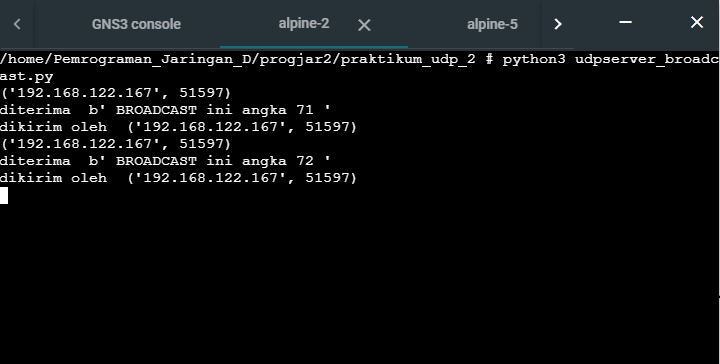 GNS3 console alpine-2 alpine-5
/home/Pemrograman_Jaringan_D/progjar2/praktikum_udp_2 # python3 udpserver_broadc
ast.py
('192.168.122.167', 51597)
diterima  b' BROADCAST ini angka 71 '
dikirim oleh  ('192.168.122.167', 51597)
('192.168.122.167', 51597)
diterima  b' BROADCAST ini angka 72 '
dikirim oleh  ('192.168.122.167', 51597)